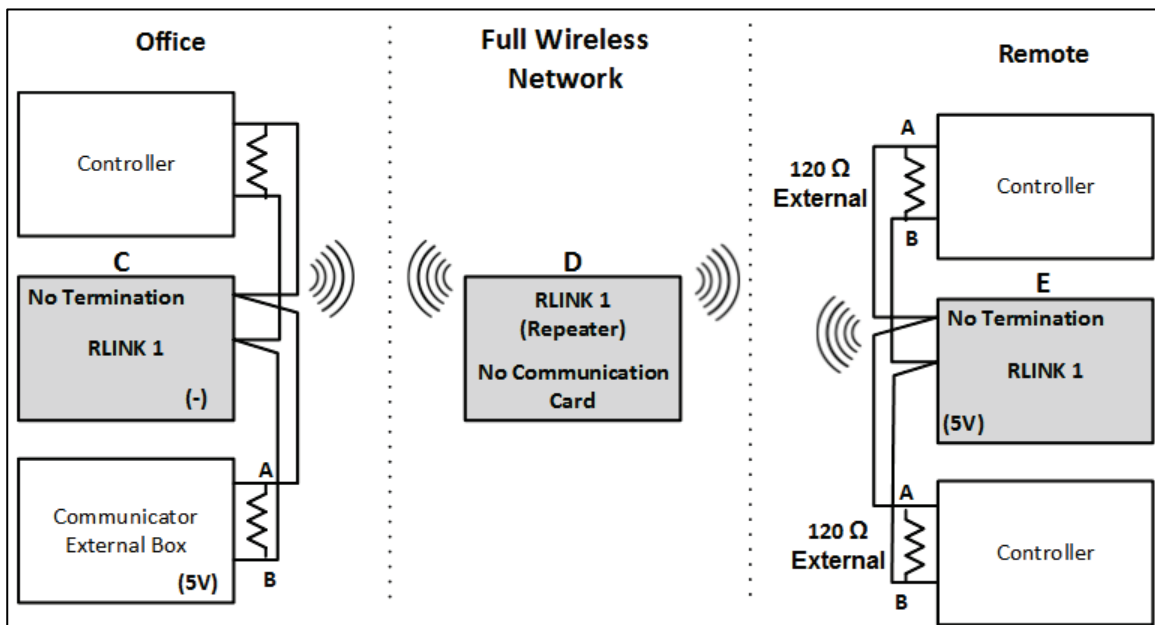 Office
Controller
C
No Termination
RLINK 1
(-)
Communicator
External Box
(5V)
A
B
Full Wireless
Network
D
RLINK 1
(Repeater)
No Communication
Card
Remote
A
120 Ω
External
B
Controller
E
No Termination
RLINK 1
(5V)
A
120 Ω
External
B
Controller